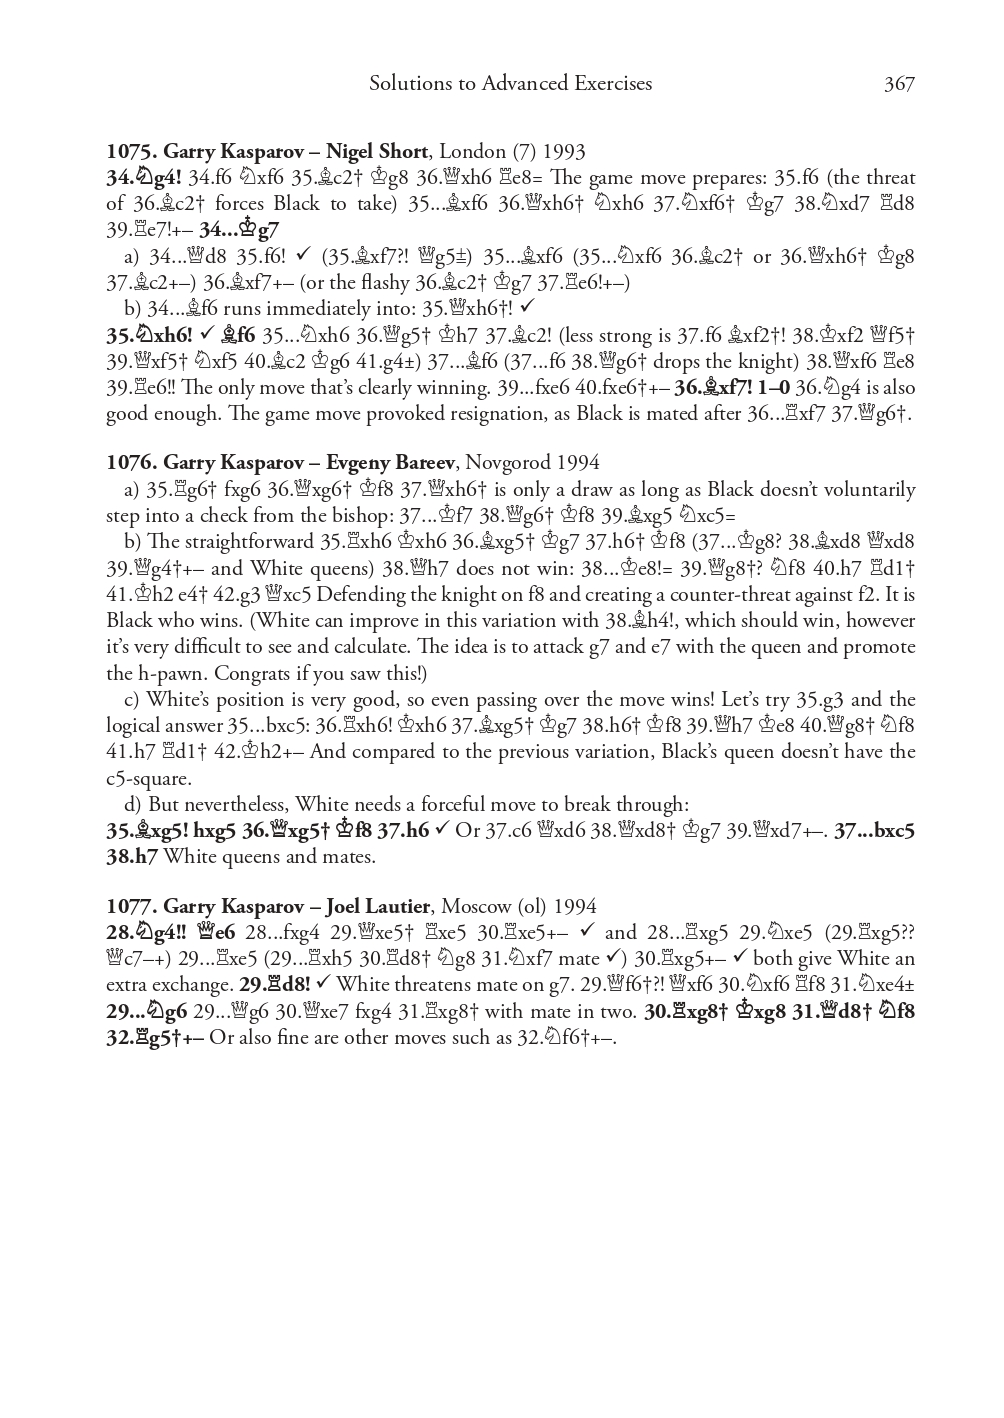 Solutions to Advanced Exercises 367
1075. Garry Kasparov – Nigel Short, London (7) 1993
34.♘g4! 34.f6 ♘xf6 35.♗c2† ♔g8 36.♕xh6 ♖e8= The game move prepares: 35.f6 (the threat
of 36.♗c2† forces Black to take) 35...♗xf6 36.♕xh6† ♘xh6 37.♘xf6† ♔g7 38.♘xd7 ♖d8
39.♖e7!+– 34...♔g7
a) 34...♕d8 35.f6! ✓ (35.♗xf7?! ♕g5±) 35...♗xf6 (35...♘xf6 36.♗c2† or 36.♕xh6† ♔g8
37.♗c2+–) 36.♗xf7+– (or the flashy 36.♗c2† ♔g7 37.♖e6!+–)
b) 34...♗f6 runs immediately into: 35.♕xh6†! ✓
35.♘xh6! ✓ ♗f6 35...♘xh6 36.♕g5† ♔h7 37.♗c2! (less strong is 37.f6 ♗xf2†! 38.♔xf2 ♕f5†
39.♕xf5† ♘xf5 40.♗c2 ♔g6 41.g4±) 37...♗f6 (37...f6 38.♕g6† drops the knight) 38.♕xf6 ♖e8
39.♖e6!! The only move that's clearly winning. 39...fxe6 40.fxe6†+– 36.♗xf7! 1–0 36.♘g4 is also
good enough. The game move provoked resignation, as Black is mated after 36...♖xf7 37.♕g6†.
1076. Garry Kasparov – Evgeny Bareev, Novgorod 1994
a) 35.♖g6† fxg6 36.♕xg6† ♔f8 37.♕xh6† is only a draw as long as Black doesn't voluntarily
step into a check from the bishop: 37...♔f7 38.♕g6† ♔f8 39.♗xg5 ♘xc5=
b) The straightforward 35.♖xh6 ♔xh6 36.♗xg5† ♔g7 37.h6† ♔f8 (37...♔g8? 38.♗xd8 ♕xd8
39.♕g4†+– and White queens) 38.♕h7 does not win: 38...♔e8!= 39.♕g8†? ♘f8 40.h7 ♖d1†
41.♔h2 e4† 42.g3 ♕xc5 Defending the knight on f8 and creating a counter-threat against f2. It is
Black who wins. (White can improve in this variation with 38.♗h4!, which should win, however
it's very difficult to see and calculate. The idea is to attack g7 and e7 with the queen and promote
the h-pawn. Congrats if you saw this!)
c) White's position is very good, so even passing over the move wins! Let's try 35.g3 and the
logical answer 35...bxc5: 36.♖xh6! ♔xh6 37.♗xg5† ♔g7 38.h6† ♔f8 39.♕h7 ♔e8 40.♕g8† ♘f8
41.h7 ♖d1† 42.♔h2+– And compared to the previous variation, Black's queen doesn't have the
c5-square.
d) But nevertheless, White needs a forceful move to break through:
35.♗xg5! hxg5 36.♕xg5† ♔f8 37.h6 ✓ Or 37.c6 ♕xd6 38.♕xd8† ♔g7 39.♕xd7+–. 37...bxc5
38.h7 White queens and mates.
1077. Garry Kasparov – Joel Lautier, Moscow (ol) 1994
28.♘g4!! ♕e6 28...fxg4 29.♕xe5† ♖xe5 30.♖xe5+– ✓ and 28...♖xg5 29.♘xe5 (29.♖xg5??
♕c7–+) 29...♖xe5 (29...♖xh5 30.♖d8† ♘g8 31.♘xf7 mate ✓) 30.♖xg5+– ✓ both give White an
extra exchange. 29.♖d8! ✓ White threatens mate on g7. 29.♕f6†?! ♕xf6 30.♘xf6 ♖f8 31.♘xe4±
29...♘g6 29...♕g6 30.♕xe7 fxg4 31.♖xg8† with mate in two. 30.♖xg8† ♔xg8 31.♕d8† ♘f8
32.♖g5†+– Or also fine are other moves such as 32.♘f6†+–.